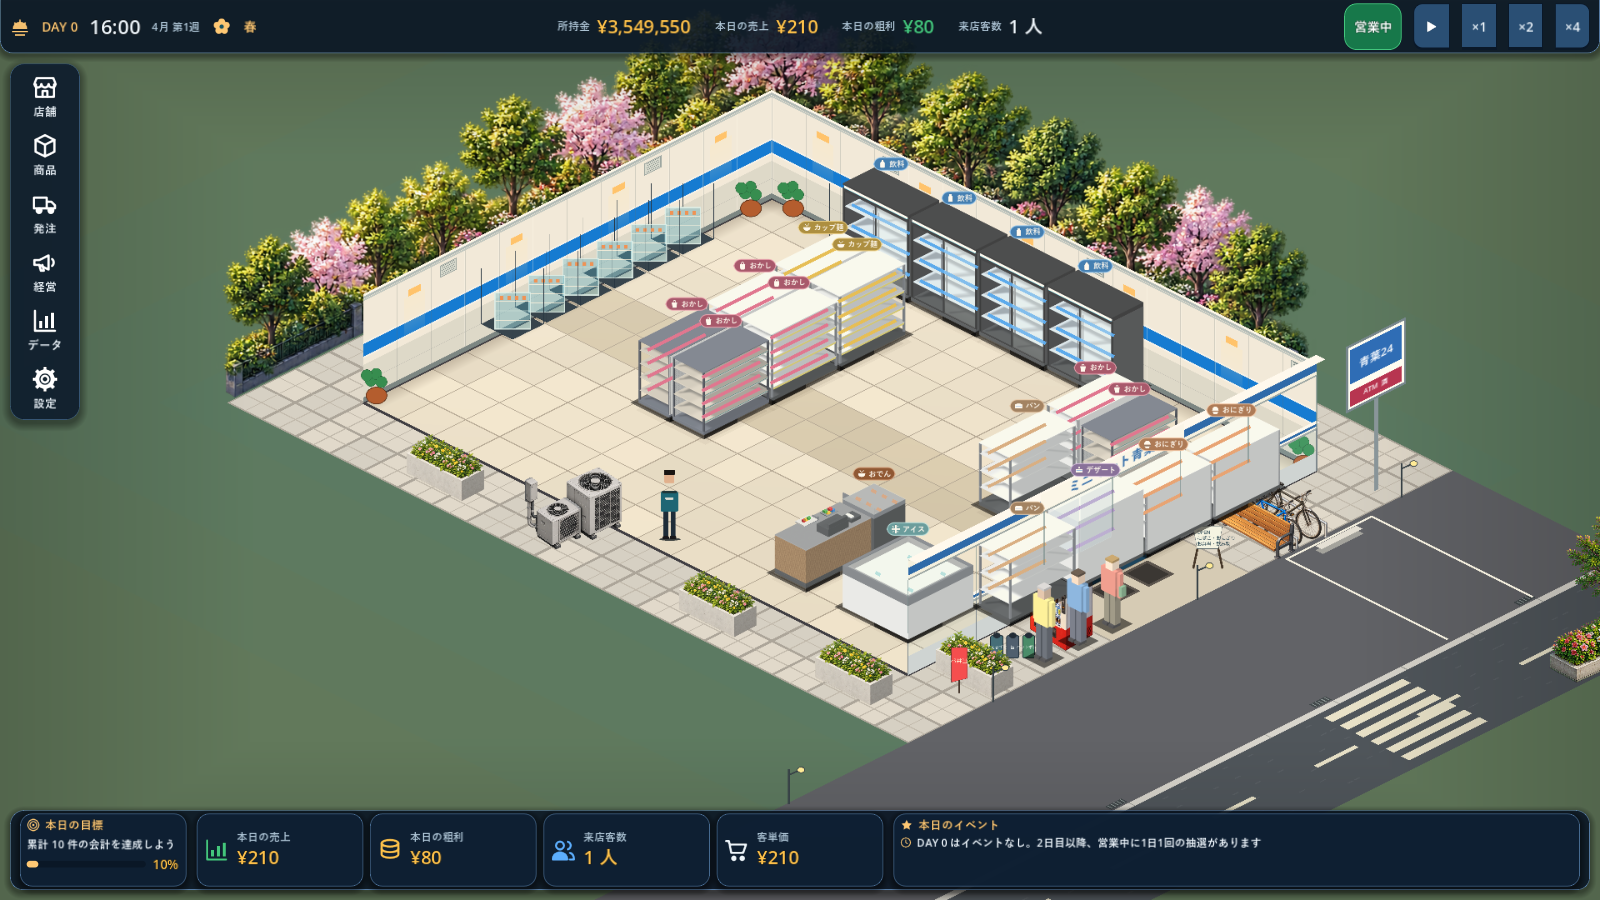 DAY 0 16:00 4月 第1週 春
所持金 ¥3,549,550 本日の売上 ¥210 本日の粗利 ¥80 来店客数 1 人
営業中 ×1 ×2 ×4
店舗
商品
発注
経営
データ
設定
飲料
飲料
飲料
飲料
カップ麺
カップ麺
おかし
おかし
おかし
おかし
おかし
おかし
パン
おにぎり
おにぎり
デザート
おでん
パン
アイス
青葉24
ATM
本日の目標
累計 10 件の会計を達成しよう
10%
本日の売上
¥210
本日の粗利
¥80
来店客数
1 人
客単価
¥210
本日のイベント
DAY 0 はイベントなし。2日目以降、営業中に1日1回の抽選があります